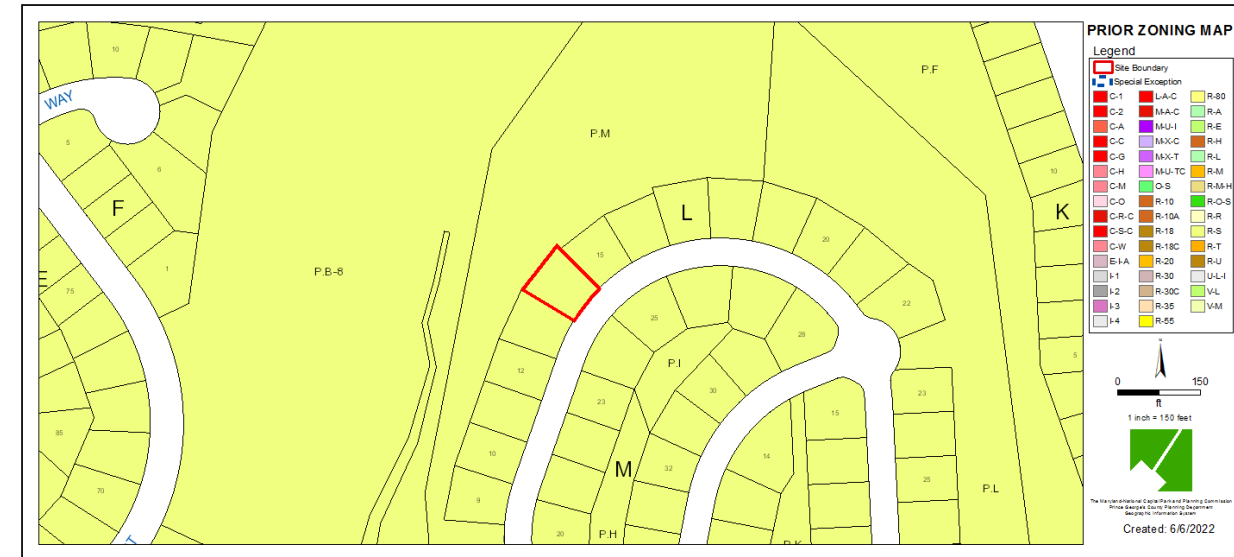 PRIOR ZONING MAP
Legend
Site Boundary
Special Exception
C-1 L-A-C R-80
C-2 M-A-C R-A
C-A M-U-I R-E
C-C M-X-C R-H
C-G M-X-T R-L
C-H M-U-TC R-M
C-M O-S R-M-H
C-O R-10 R-O-S
C-R-C R-10A R-R
C-S-C R-18 R-S
C-W R-18C R-T
E-I-A R-20 R-U
I-1 R-30 U-L-I
I-2 R-30C V-L
I-3 R-35 V-M
I-4 R-55
0 150
ft
1 inch = 150 feet
The Maryland-National Capital Park and Planning Commission
Prince George's County Planning Department
Geographic Information System
Created: 6/6/2022
10
WAY
5
6
F
1
E
75
85
70
T
P.B-8
P.M
P.F
L
K
10
15
20
22
25
28
12
P.I
23
30
23
15
5
10
M
32
14
25
9
P.L
20
P.H
P.K